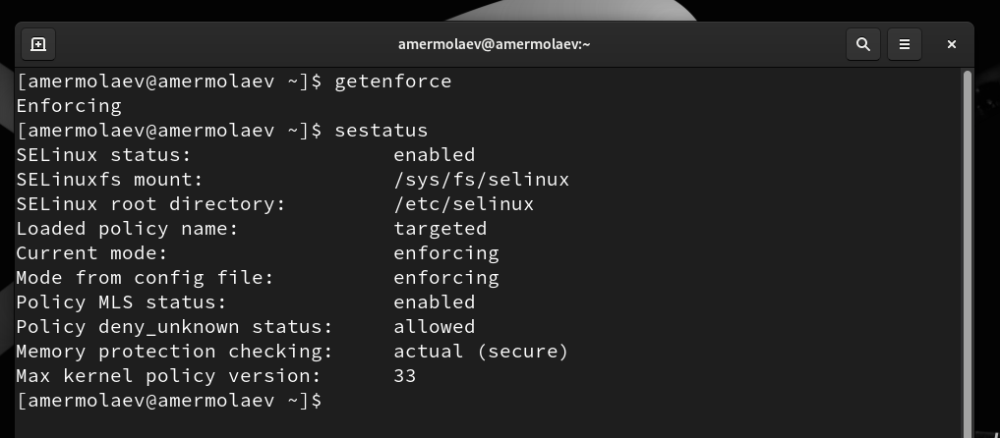 amermolaev@amermolaev:~
[amermolaev@amermolaev ~]$ getenforce
Enforcing
[amermolaev@amermolaev ~]$ sestatus
SELinux status:                 enabled
SELinuxfs mount:                /sys/fs/selinux
SELinux root directory:         /etc/selinux
Loaded policy name:             targeted
Current mode:                   enforcing
Mode from config file:          enforcing
Policy MLS status:              enabled
Policy deny_unknown status:     allowed
Memory protection checking:     actual (secure)
Max kernel policy version:      33
[amermolaev@amermolaev ~]$